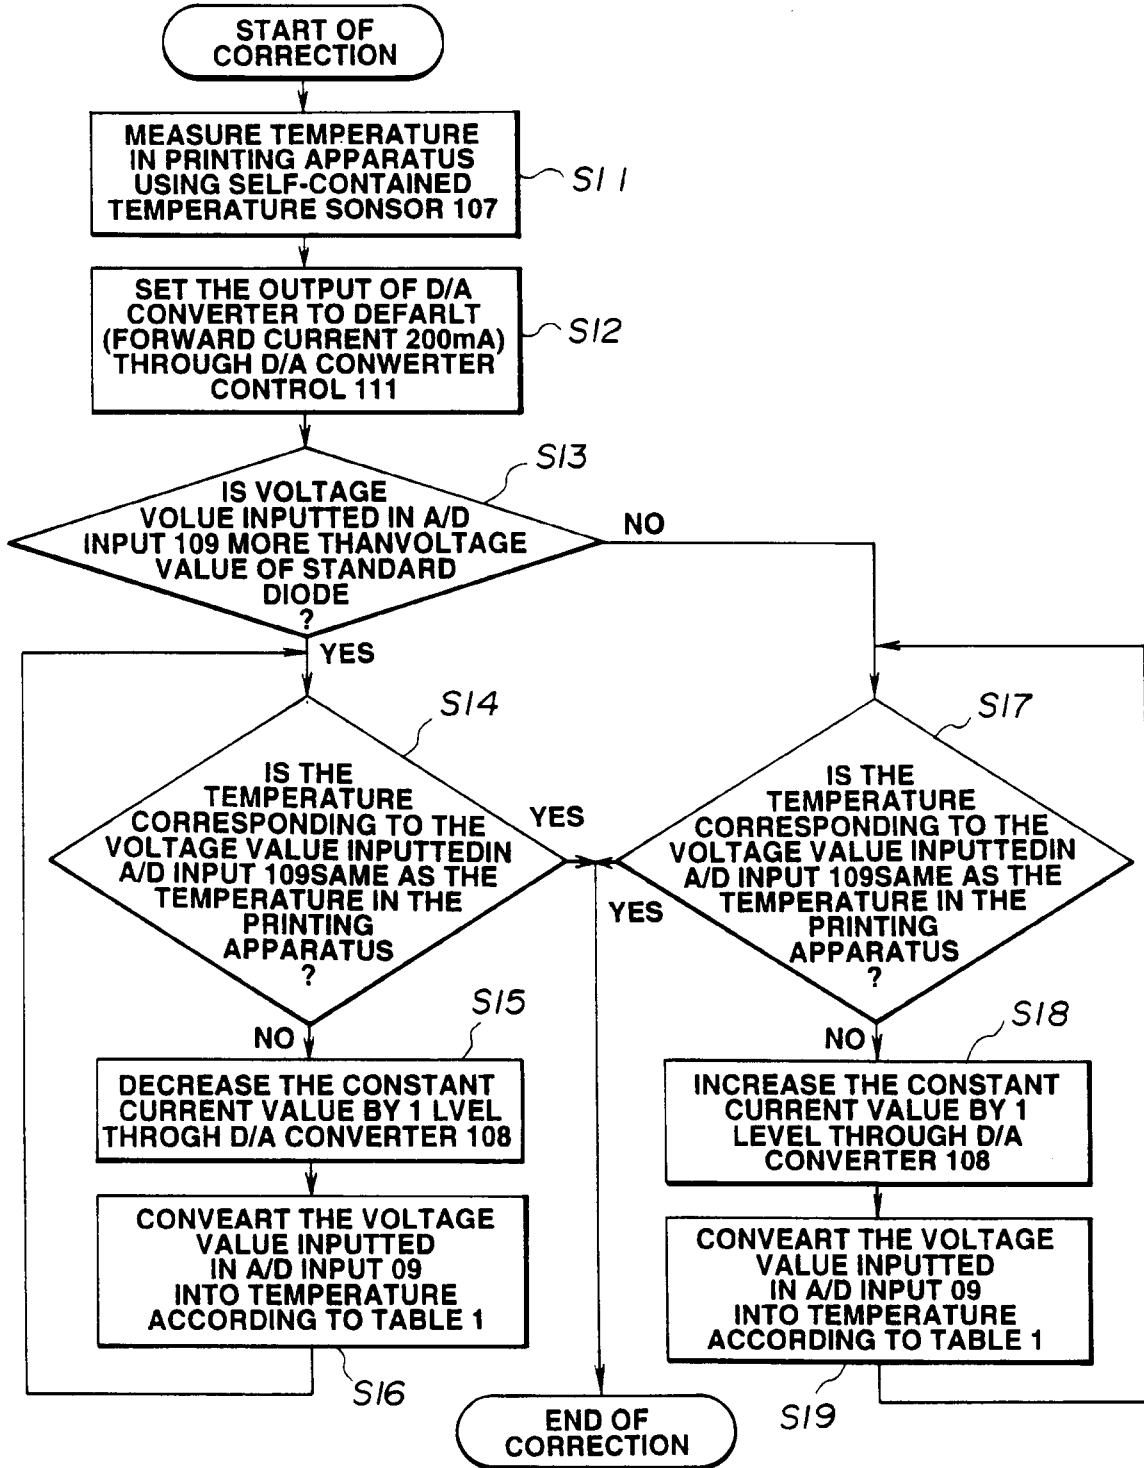 START OF
CORRECTION
MEASURE TEMPERATURE
IN PRINTING APPARATUS
USING SELF-CONTAINED
TEMPERATURE SONSOR 107
S11
SET THE OUTPUT OF D/A
CONVERTER TO DEFARLT
(FORWARD CURRENT 200mA)
THROUGH D/A CONWERTER
CONTROL 111
S12
S13
IS VOLTAGE
VOLUE INPUTTED IN A/D
INPUT 109 MORE THANVOLTAGE
VALUE OF STANDARD
DIODE
?
NO
YES
S14
IS THE
TEMPERATURE
CORRESPONDING TO THE
VOLTAGE VALUE INPUTTEDIN
A/D INPUT 109SAME AS THE
TEMPERATURE IN THE
PRINTING
APPARATUS
?
YES
NO
S15
DECREASE THE CONSTANT
CURRENT VALUE BY 1 LVEL
THROGH D/A CONVERTER 108
CONVEART THE VOLTAGE
VALUE INPUTTED
IN A/D INPUT 09
INTO TEMPERATURE
ACCORDING TO TABLE 1
S16
S17
IS THE
TEMPERATURE
CORRESPONDING TO THE
VOLTAGE VALUE INPUTTEDIN
A/D INPUT 109SAME AS THE
TEMPERATURE IN THE
PRINTING
APPARATUS
?
YES
NO
S18
INCREASE THE CONSTANT
CURRENT VALUE BY 1
LEVEL THROUGH D/A
CONVERTER 108
CONVEART THE VOLTAGE
VALUE INPUTTED
IN A/D INPUT 09
INTO TEMPERATURE
ACCORDING TO TABLE 1
S19
END OF
CORRECTION